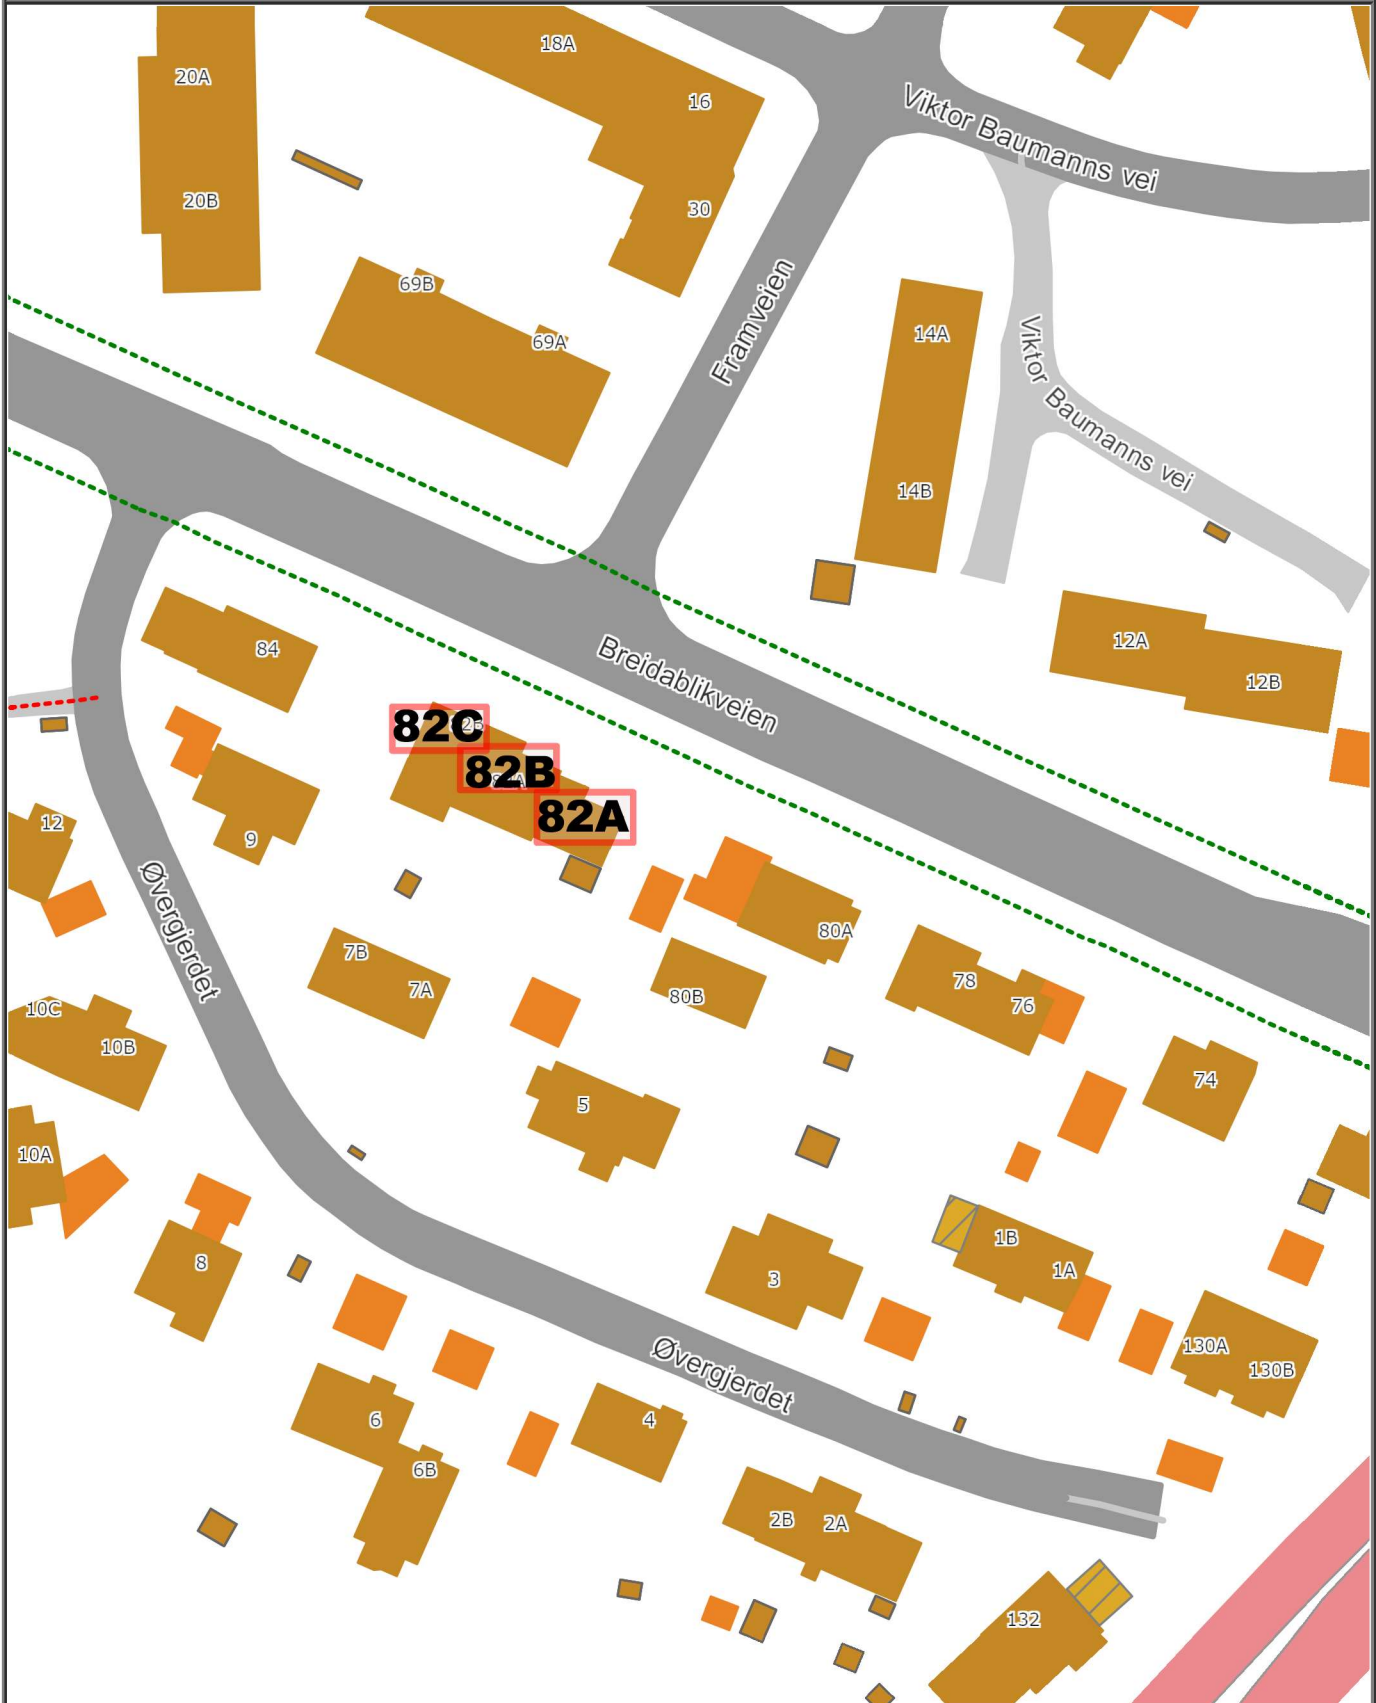 18A
20A
16
Viktor Baumanns vei
20B
30
69B
Framveien
14A
69A
Viktor Baumanns vei
14B
Breidablikveien
12A
84
12B
82C
82B
82A
12
9
Øvergjerdet
80A
7B
78
7A
80B
76
10C
10B
74
5
10A
1B
8
1A
3
130A
130B
Øvergjerdet
6
4
6B
2B
2A
132